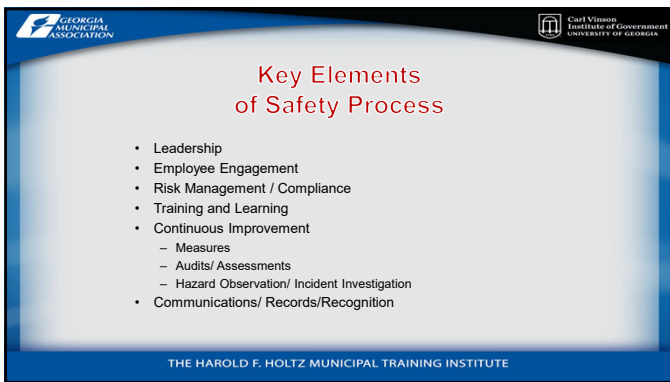 GEORGIA
MUNICIPAL
ASSOCIATION
Carl Vinson
Institute of Government
UNIVERSITY OF GEORGIA
Key Elements
of Safety Process
• Leadership
• Employee Engagement
• Risk Management / Compliance
• Training and Learning
• Continuous Improvement
– Measures
– Audits/ Assessments
– Hazard Observation/ Incident Investigation
• Communications/ Records/Recognition
THE HAROLD F. HOLTZ MUNICIPAL TRAINING INSTITUTE